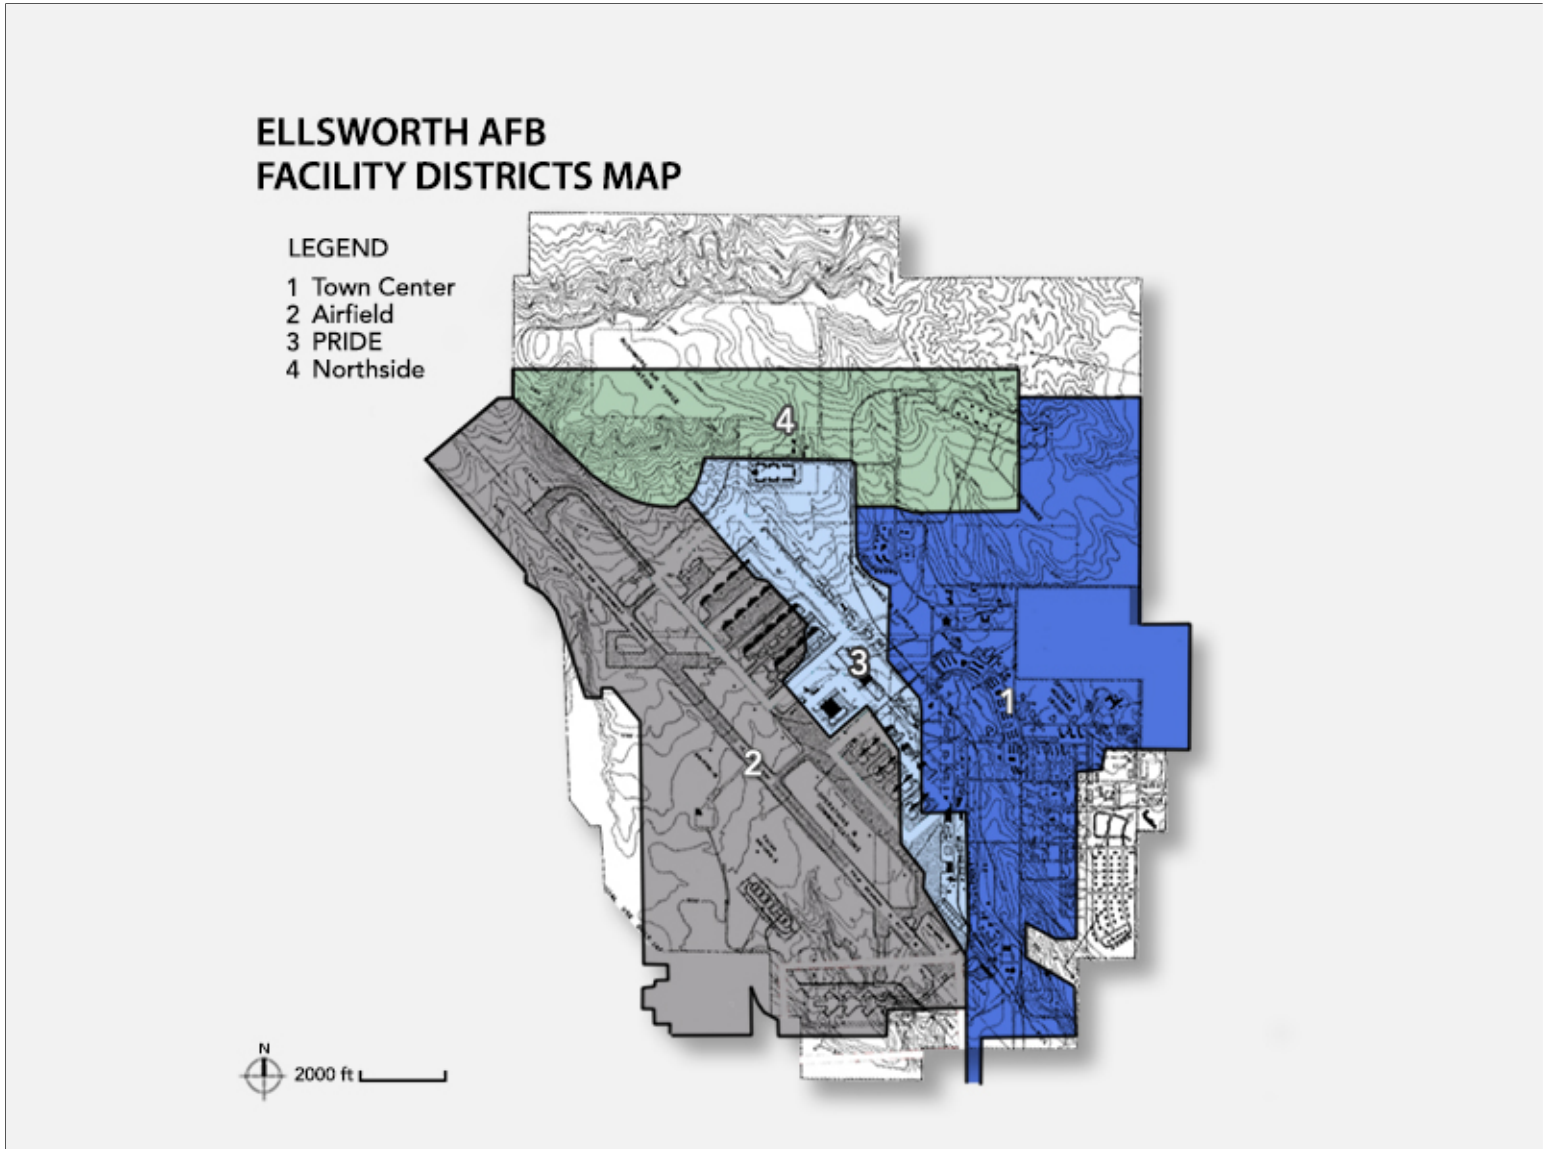 ELLSWORTH AFB
FACILITY DISTRICTS MAP
LEGEND
1 Town Center
2 Airfield
3 PRIDE
4 Northside
4
3
1
2
N
2000 ft